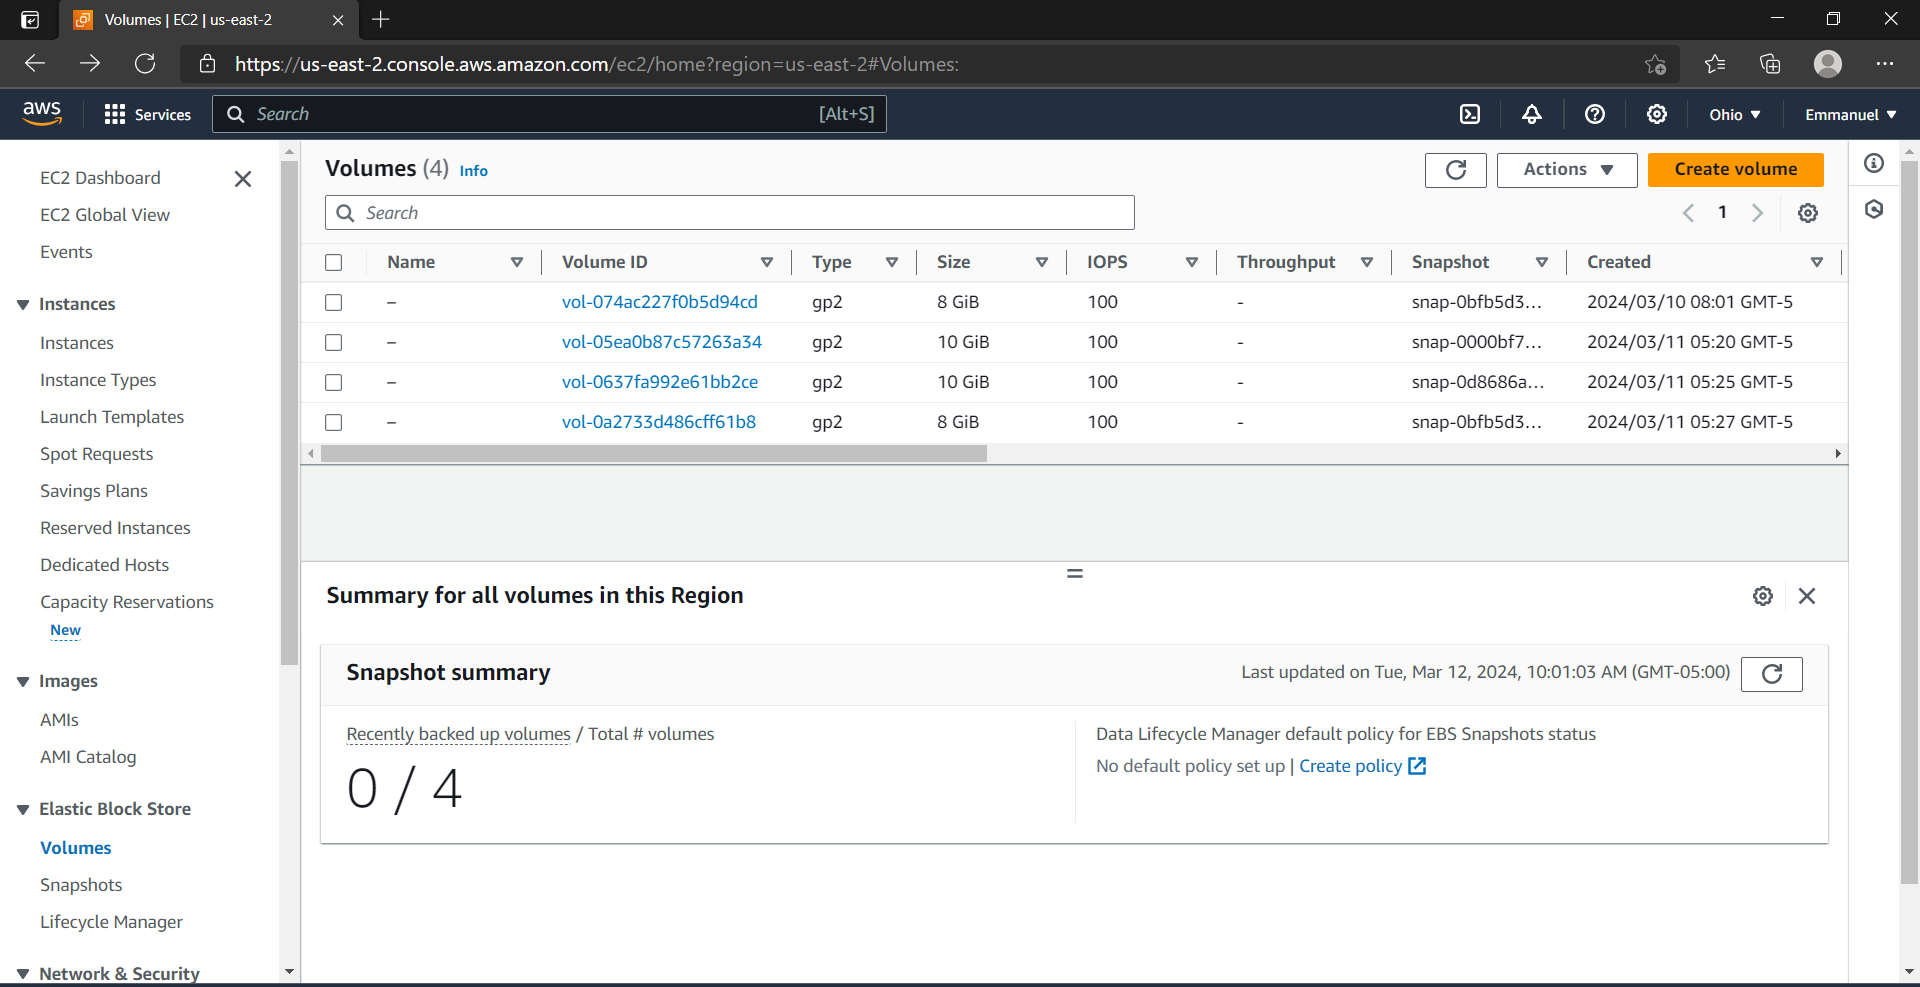 Volumes | EC2 | us-east-2
https://us-east-2.console.aws.amazon.com/ec2/home?region=us-east-2#Volumes:
aws Services Search [Alt+S] Ohio Emmanuel
EC2 Dashboard
EC2 Global View
Events
Instances
Instances
Instance Types
Launch Templates
Spot Requests
Savings Plans
Reserved Instances
Dedicated Hosts
Capacity Reservations
New
Images
AMIs
AMI Catalog
Elastic Block Store
Volumes
Snapshots
Lifecycle Manager
Network & Security
Volumes (4) Info
Actions
Create volume
Search
1
Name Volume ID Type Size IOPS Throughput Snapshot Created
– vol-074ac227f0b5d94cd gp2 8 GiB 100 - snap-0bfb5d3... 2024/03/10 08:01 GMT-5
– vol-05ea0b87c57263a34 gp2 10 GiB 100 - snap-0000bf7... 2024/03/11 05:20 GMT-5
– vol-0637fa992e61bb2ce gp2 10 GiB 100 - snap-0d8686a... 2024/03/11 05:25 GMT-5
– vol-0a2733d486cff61b8 gp2 8 GiB 100 - snap-0bfb5d3... 2024/03/11 05:27 GMT-5
Summary for all volumes in this Region
Snapshot summary
Last updated on Tue, Mar 12, 2024, 10:01:03 AM (GMT-05:00)
Recently backed up volumes / Total # volumes
0 / 4
Data Lifecycle Manager default policy for EBS Snapshots status
No default policy set up | Create policy